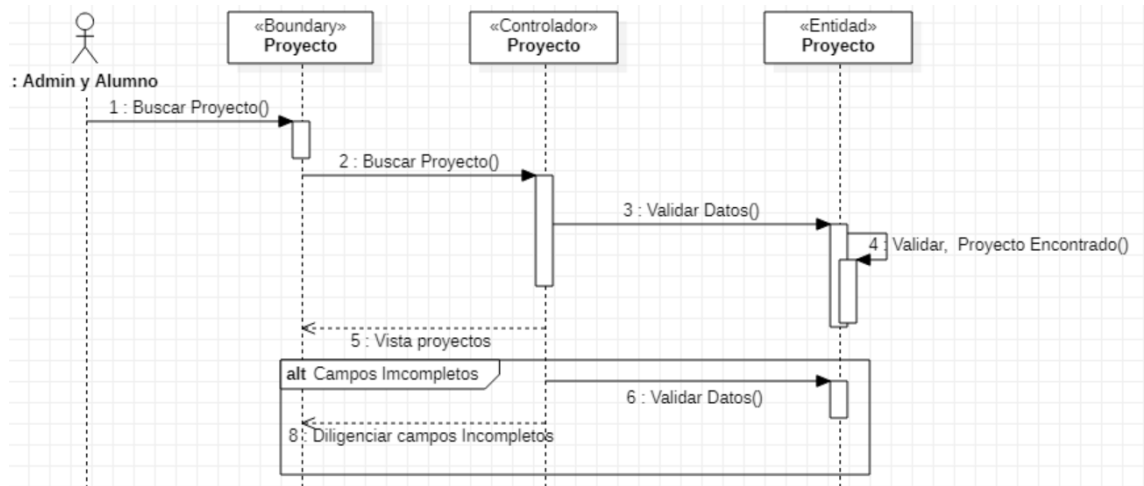 «Boundary»
Proyecto
«Controlador»
Proyecto
«Entidad»
Proyecto
: Admin y Alumno
1 : Buscar Proyecto()
2 : Buscar Proyecto()
3 : Validar Datos()
4 : Validar, Proyecto Encontrado()
5 : Vista proyectos
alt Campos Imcompletos
6 : Validar Datos()
8 : Diligenciar campos Incompletos